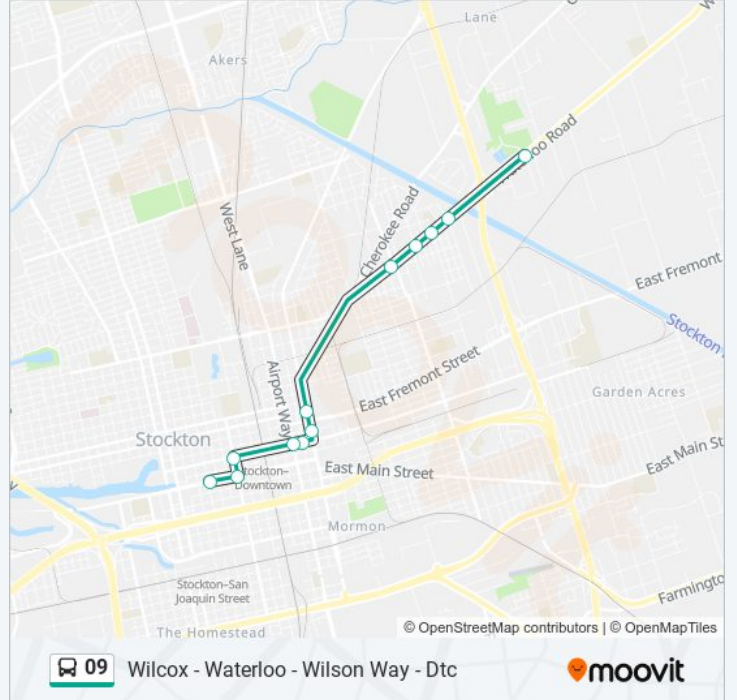 Lane
Akers
oo Road
Cherokee Road
West Lane
East Fremont
Stockton
East Fremont Street
Airport Way
Garden Acres
Stockton
East Main Street
East Main St
Stockton–
Downtown
Mormon
Stockton–San
Joaquin Street
Farmingto
The Homestead
© OpenStreetMap contributors | © OpenMapTiles
09 Wilcox - Waterloo - Wilson Way - Dtc
moovit